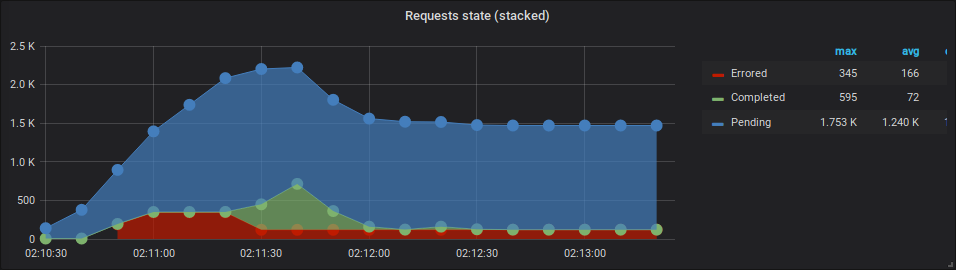 Requests state (stacked)
2.5 K
2.0 K
1.5 K
1.0 K
500
0
02:10:30 02:11:00 02:11:30 02:12:00 02:12:30 02:13:00
max avg
Errored 345 166
Completed 595 72
Pending 1.753 K 1.240 K